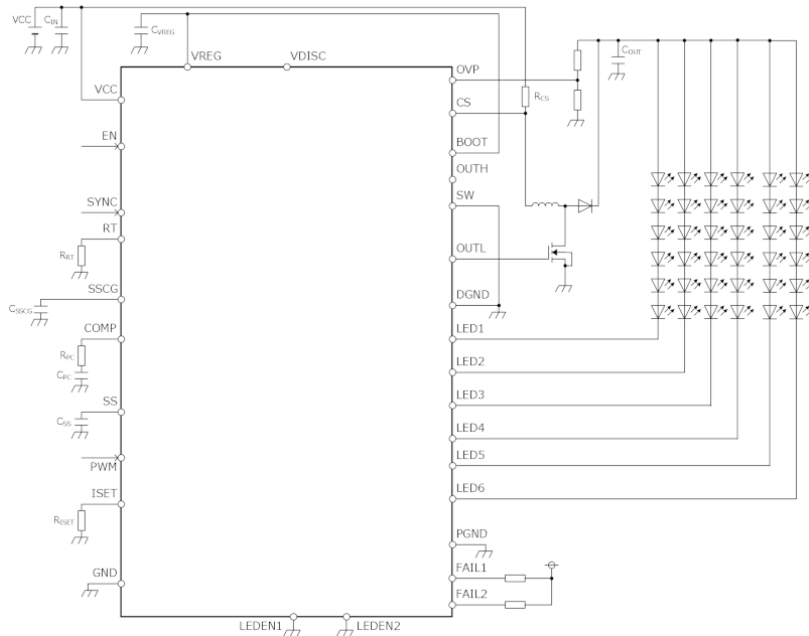 VCC
CIN
CVREG
VREG
VDISC
OVP
COUT
VCC
CS
RCS
EN
BOOT
OUTH
SYNC
SW
RT
RRT
OUTL
SSCG
CSSCG
DGND
COMP
LED1
RPC
CPC
LED2
SS
CSS
LED3
LED4
PWM
LED5
ISET
LED6
RISET
PGND
GND
FAIL1
FAIL2
LEDEN1
LEDEN2